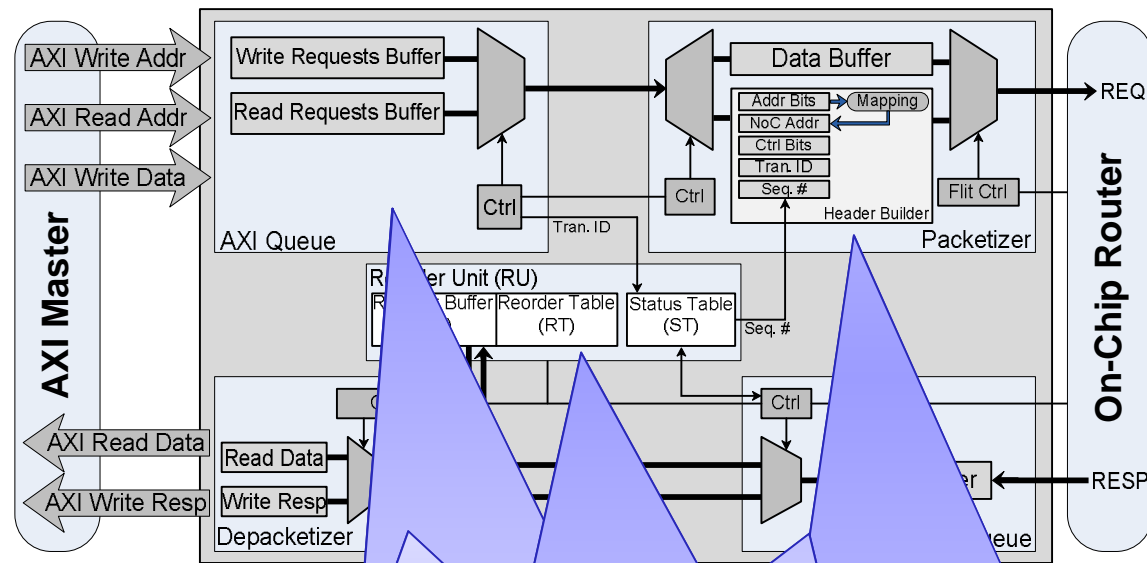 AXI Master
AXI Write Addr
AXI Read Addr
AXI Write Data
AXI Read Data
AXI Write Resp
Write Requests Buffer
Read Requests Buffer
Ctrl
AXI Queue
Tran. ID
Ctrl
Data Buffer
Addr Bits
Mapping
NoC Addr
Ctrl Bits
Tran. ID
Seq. #
Header Builder
Flit Ctrl
Packetizer
REQ
On-Chip Router
Unit (RU)
Buffer
Reorder Table
(RT)
Status Table
(ST)
Seq. #
Ctrl
Read Data
Write Resp
Depacketizer
RESP